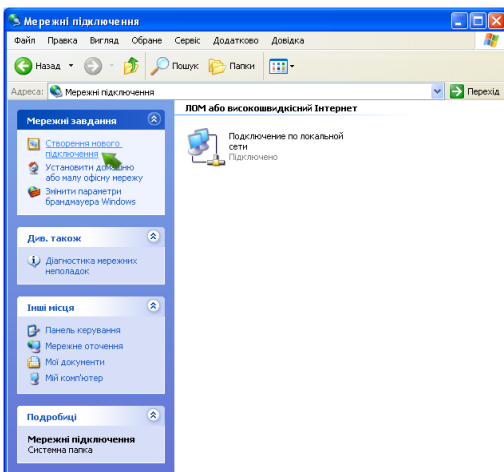 Мережні підключення
Файл Правка Вигляд Обране Сервіс Додатково Довідка
Назад Пошук Папки
Адреса: Мережні підключення Перехід
Мережні завдання
Створення нового
підключення
Установити домашню
або малу офісну мережу
Змінити параметри
брандмауера Windows
Див. також
Діагностика мережних
неполадок
Інші місця
Панель керування
Мережне оточення
Мої документи
Мій комп'ютер
Подробиці
Мережні підключення
Системна папка
ЛОМ або високошвидкісний Інтернет
Подключение по локальной
сети
Підключено